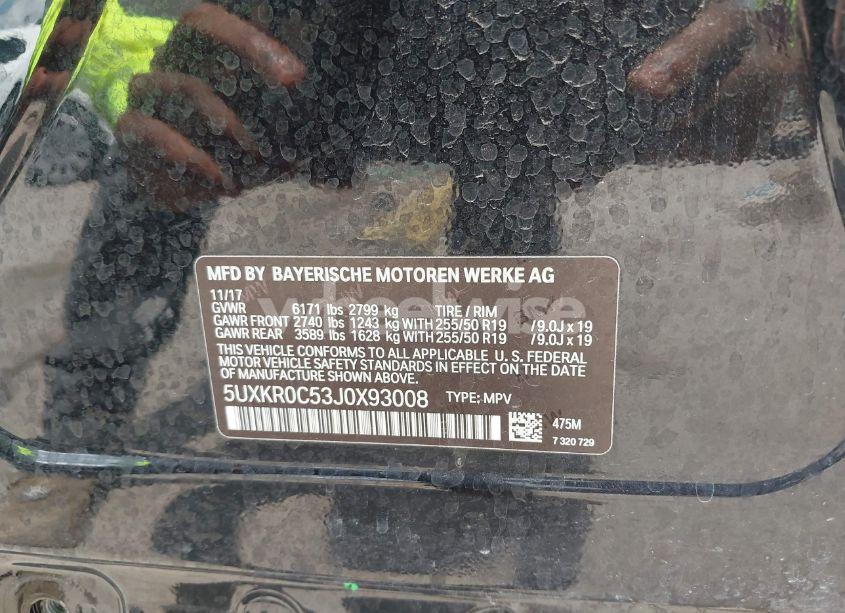 MFD BY BAYERISCHE MOTOREN WERKE AG
11/17
GVWR 6171 lbs 2799 kg TIRE / RIM
GAWR FRONT 2740 lbs 1243 kg WITH 255/50 R19 /9.0J x 19
GAWR REAR 3589 lbs 1628 kg WITH 255/50 R19 /9.0J x 19
THIS VEHICLE CONFORMS TO ALL APPLICABLE U. S. FEDERAL
MOTOR VEHICLE SAFETY STANDARDS IN EFFECT ON THE DATE
OF MANUFACTURE SHOWN ABOVE.
5UXKR0C53J0X93008 TYPE: MPV
475M
7 320 729
wheelwise